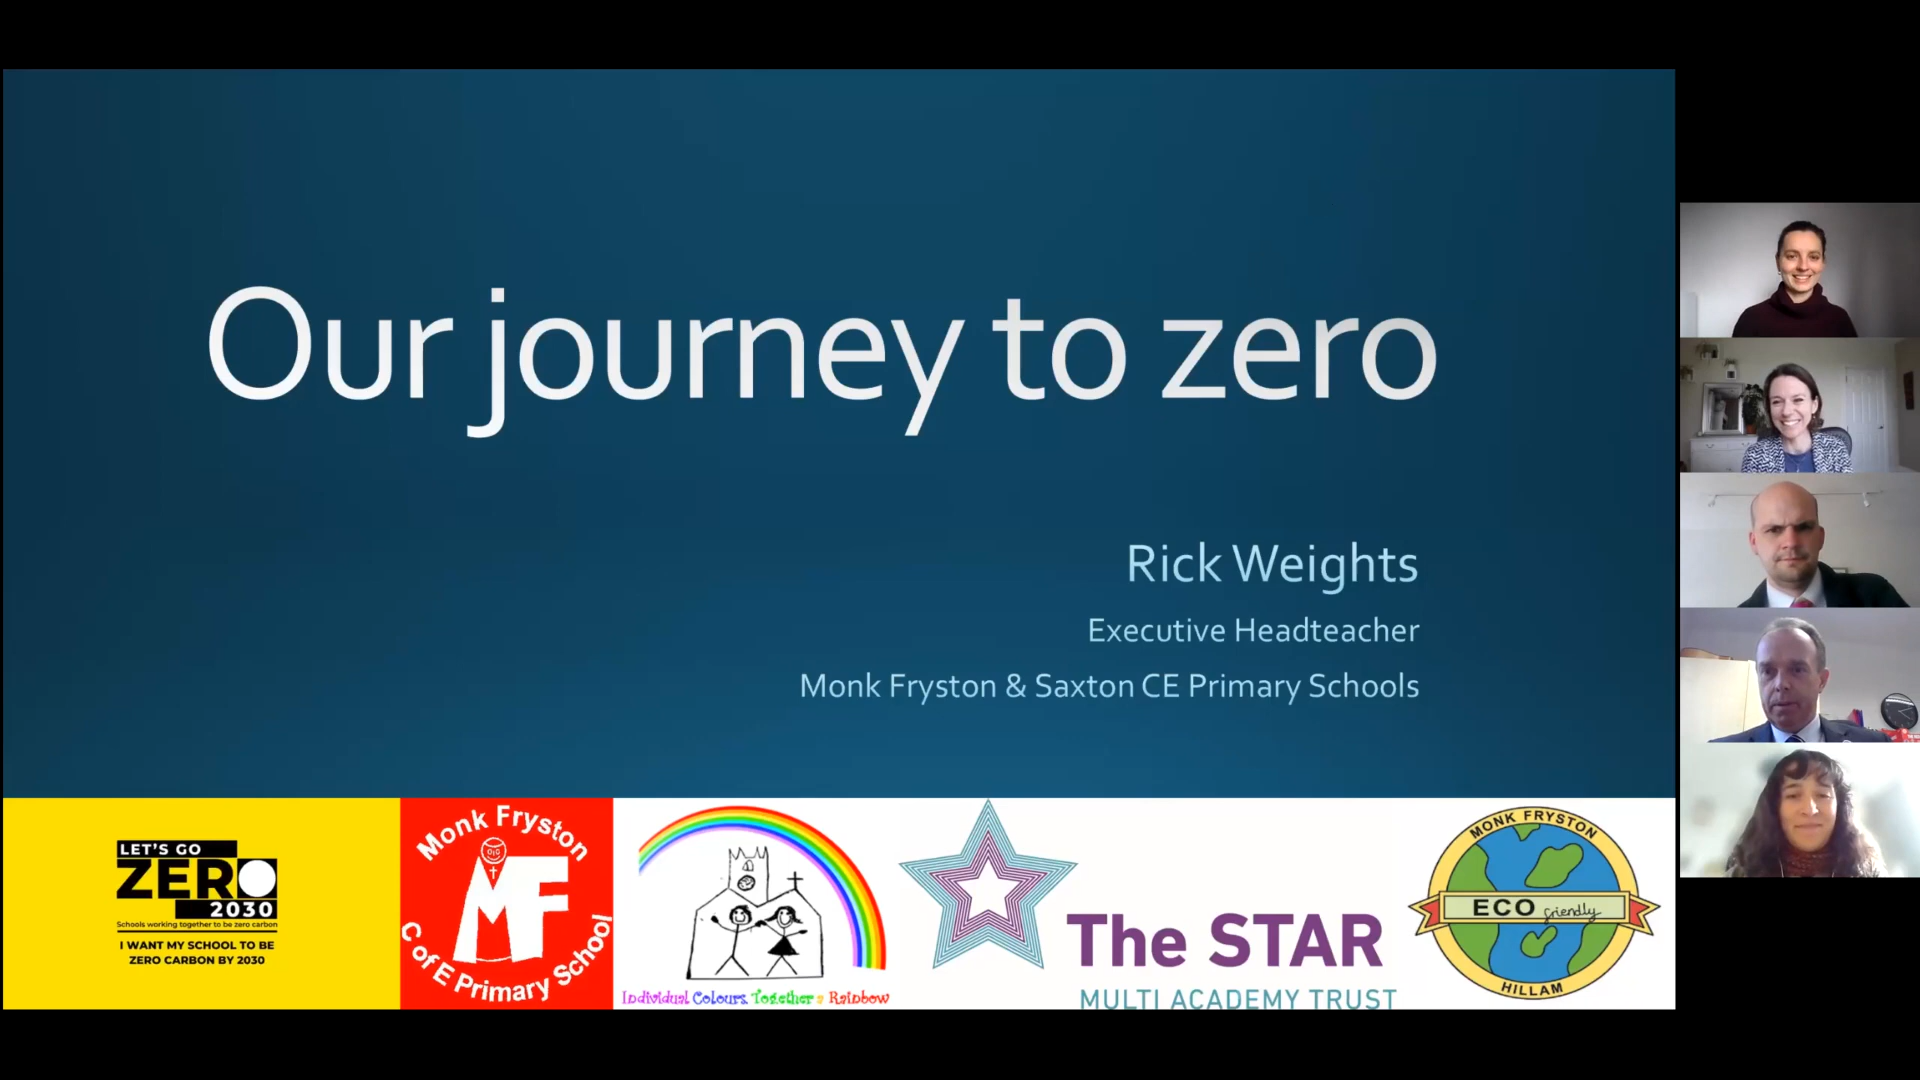 Our journey to zero
Rick Weights
Executive Headteacher
Monk Fryston & Saxton CE Primary Schools
LET'S GO
ZERO
2030
Schools working together to be zero carbon
I WANT MY SCHOOL TO BE
ZERO CARBON BY 2030
Monk Fryston
MF
C of E Primary School
Individual Colours, Together a Rainbow
The STAR
MULTI ACADEMY TRUST
MONK FRYSTON
ECO friendly
HILLAM